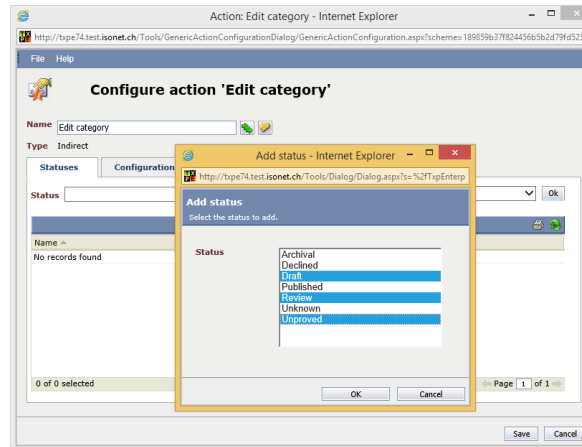 Action: Edit category - Internet Explorer
http://txpe74.test.isonet.ch/Tools/GenericActionConfigurationDialog/GenericActionConfiguration.aspx?scheme=189859b37f824456b5b2d79fd525
File Help
Configure action 'Edit category'
Name Edit category
Type Indirect
Statuses Configuration
Status Ok
Name
No records found
0 of 0 selected
Page 1 of 1
Save Cancel
Add status - Internet Explorer
http://txpe74.test.isonet.ch/Tools/Dialog/Dialog.aspx?s=%2fTxpEnterp
Add status
Select the status to add.
Status
Archival
Declined
Draft
Published
Review
Unknown
Unproved
OK Cancel